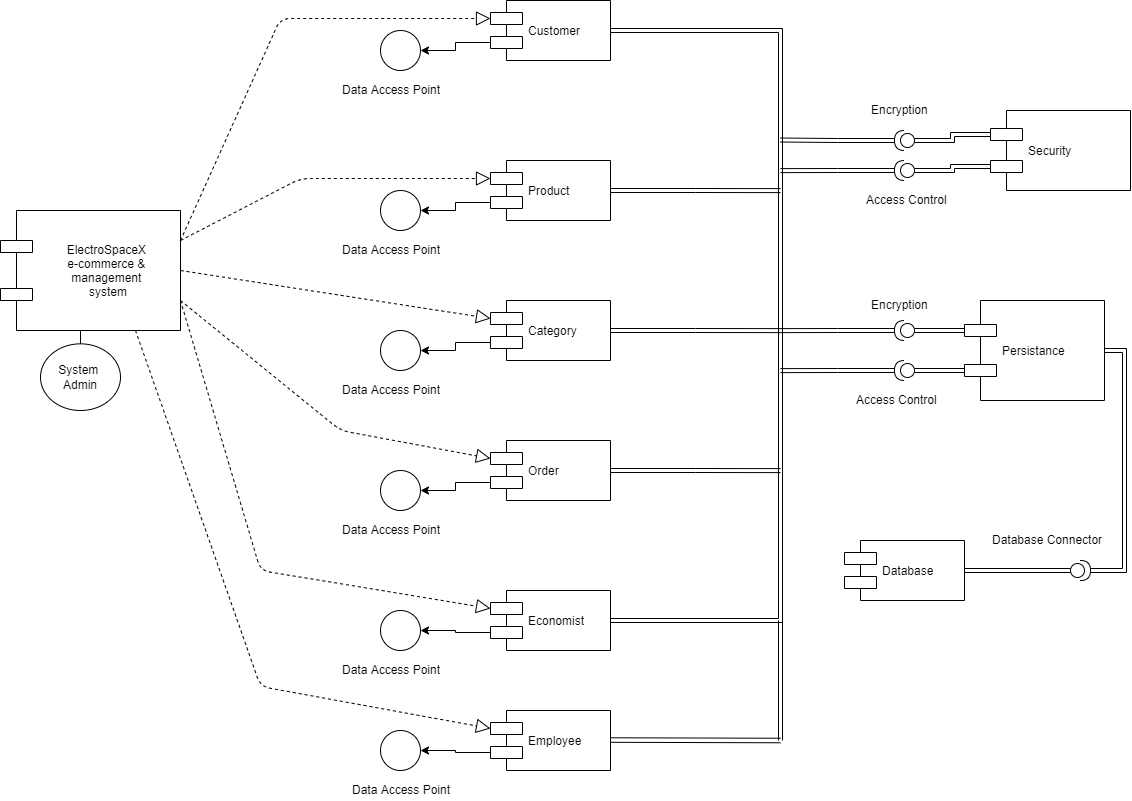 Customer
Data Access Point
Encryption
Security
Access Control
Product
Data Access Point
ElectroSpaceX
e-commerce &
management
system
System
Admin
Encryption
Category
Persistance
Data Access Point
Access Control
Order
Data Access Point
Database Connector
Database
Economist
Data Access Point
Employee
Data Access Point